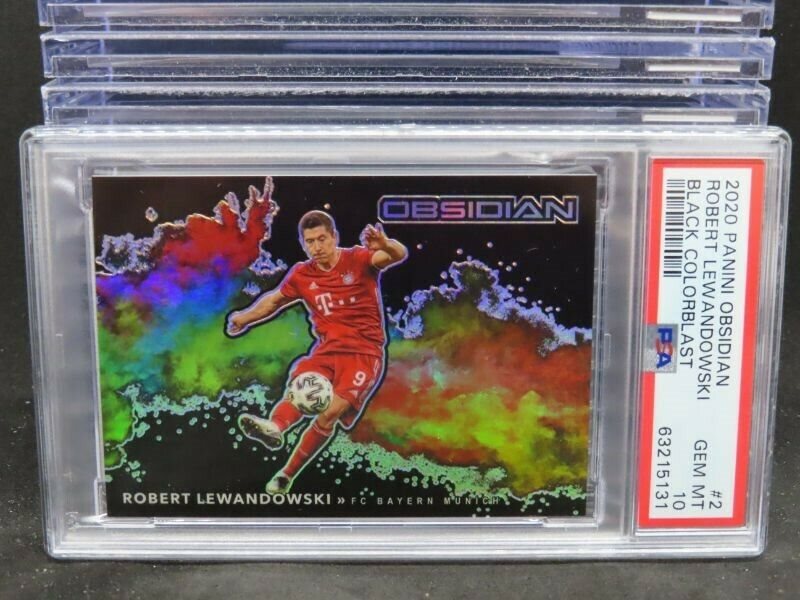 OBSIDIAN
T
9
ROBERT LEWANDOWSKI » FC BAYERN MUNICH
2020 PANINI OBSIDIAN #2
ROBERT LEWANDOWSKI GEM MT
BLACK COLORBLAST 10
PSA 63215131